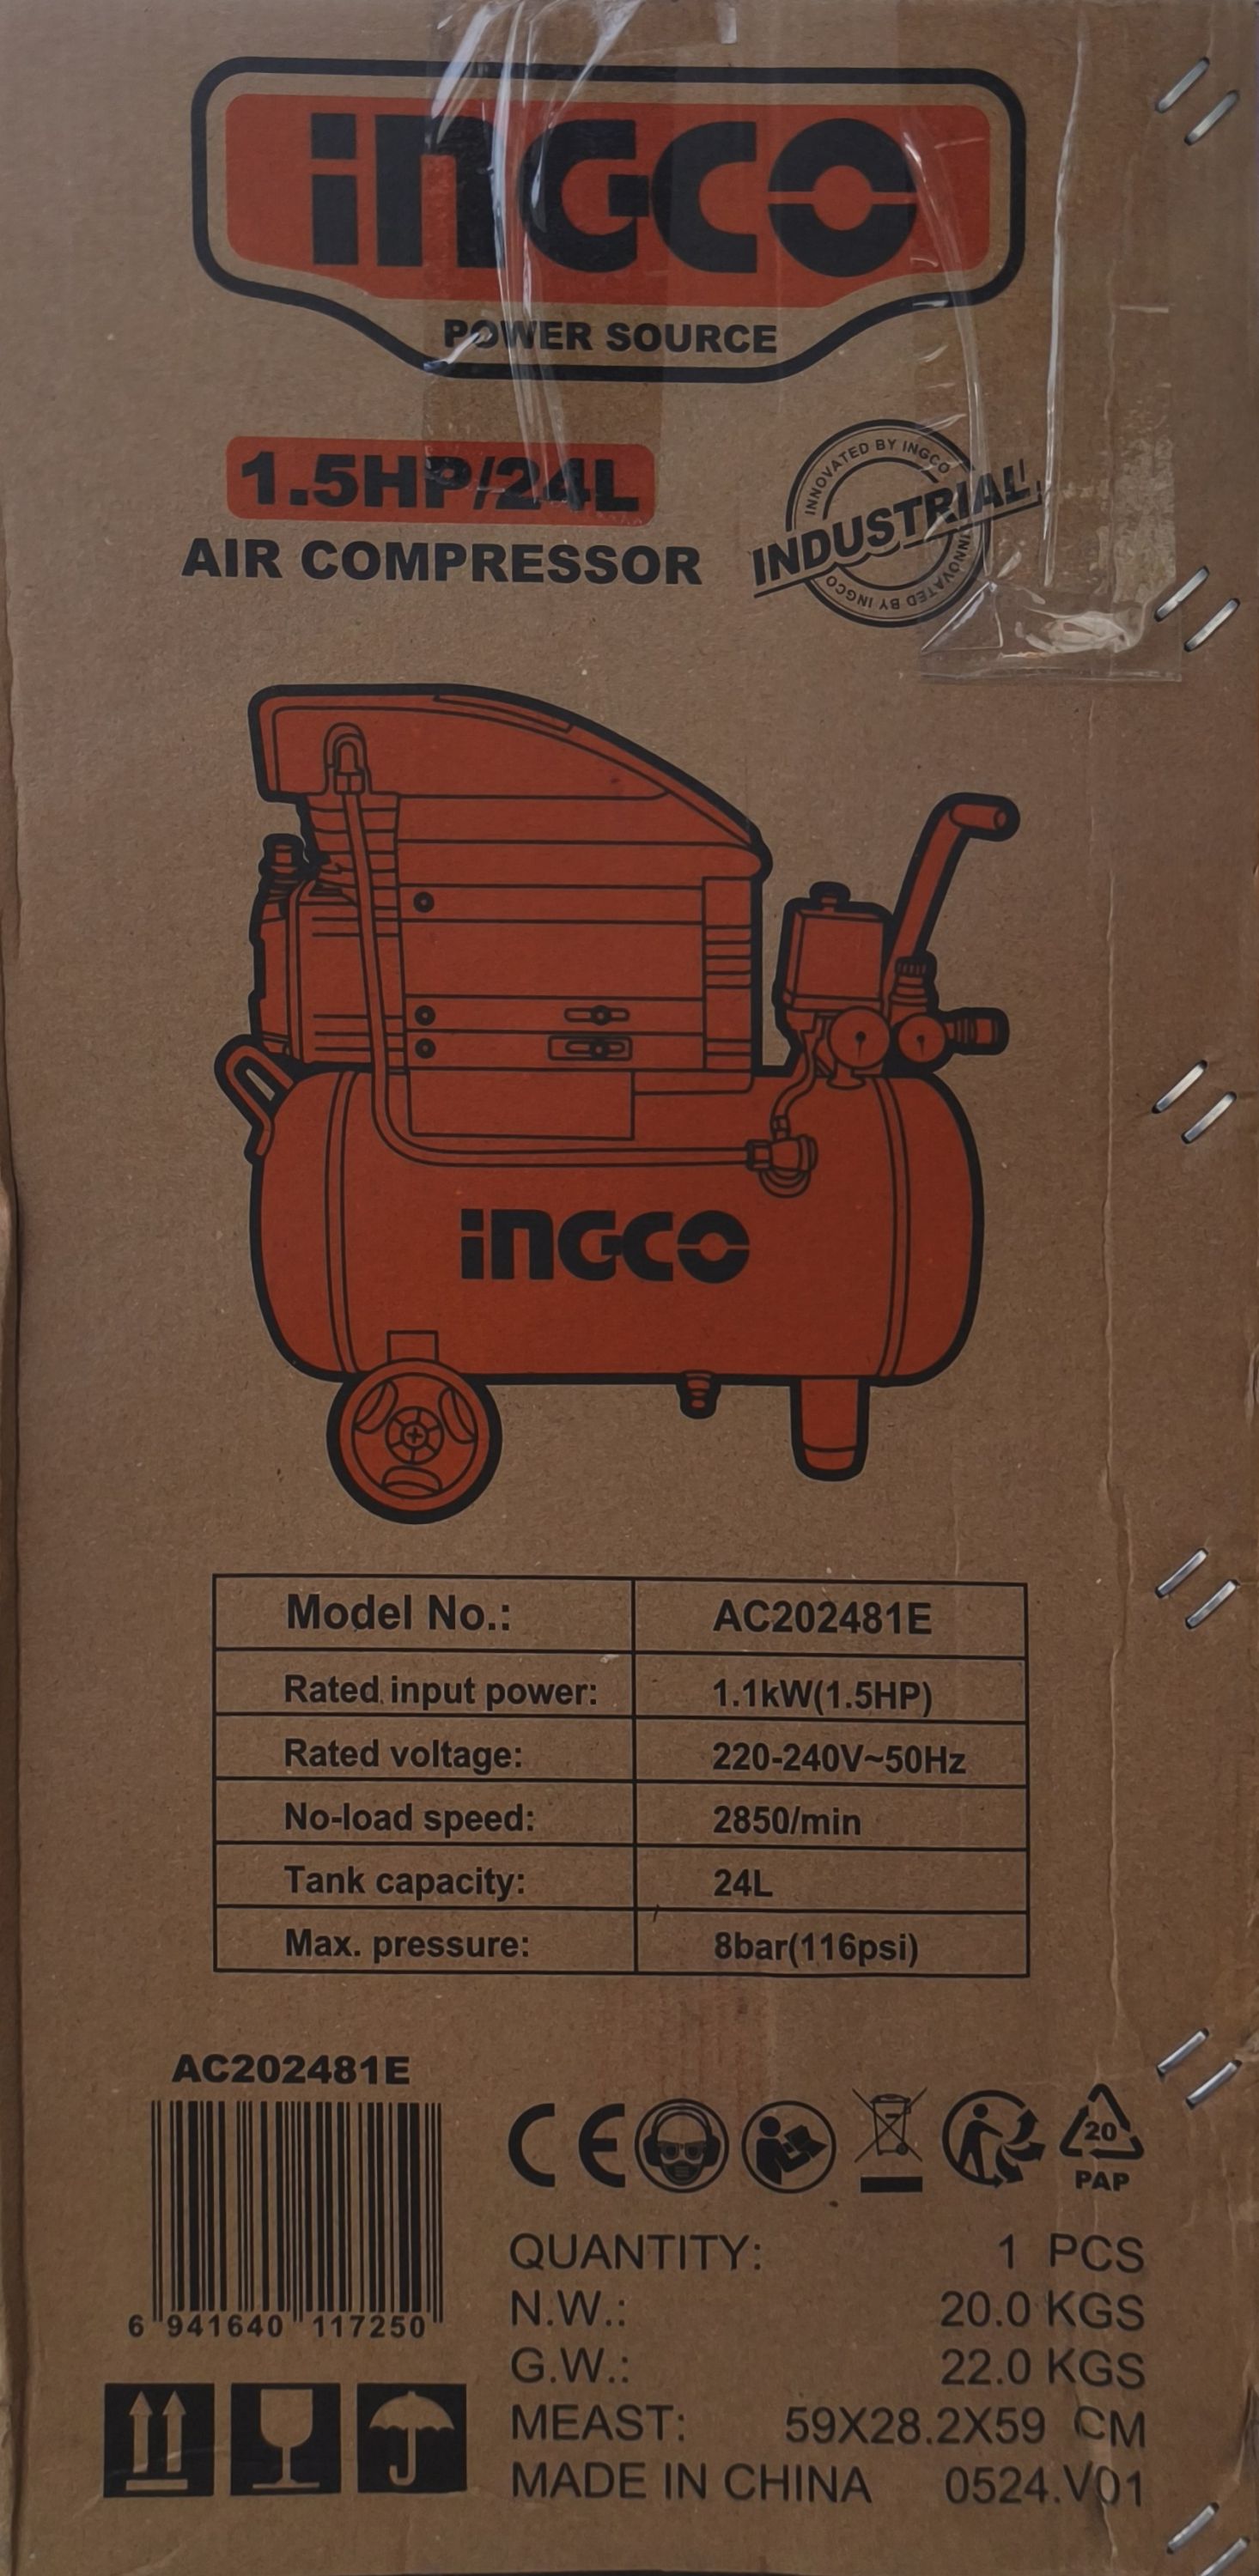 INGCO
POWER SOURCE
1.5HP/24L
AIR COMPRESSOR
INNOVATED BY INGCO
INDUSTRIAL
INNOVATED BY INGCO
INGCO
Model No.: AC202481E
Rated input power: 1.1kW(1.5HP)
Rated voltage: 220-240V~50Hz
No-load speed: 2850/min
Tank capacity: 24L
Max. pressure: 8bar(116psi)
AC202481E
6 941640 117250
CE
20
PAP
QUANTITY: 1 PCS
N.W.: 20.0 KGS
G.W.: 22.0 KGS
MEAST: 59X28.2X59 CM
MADE IN CHINA 0524.V01